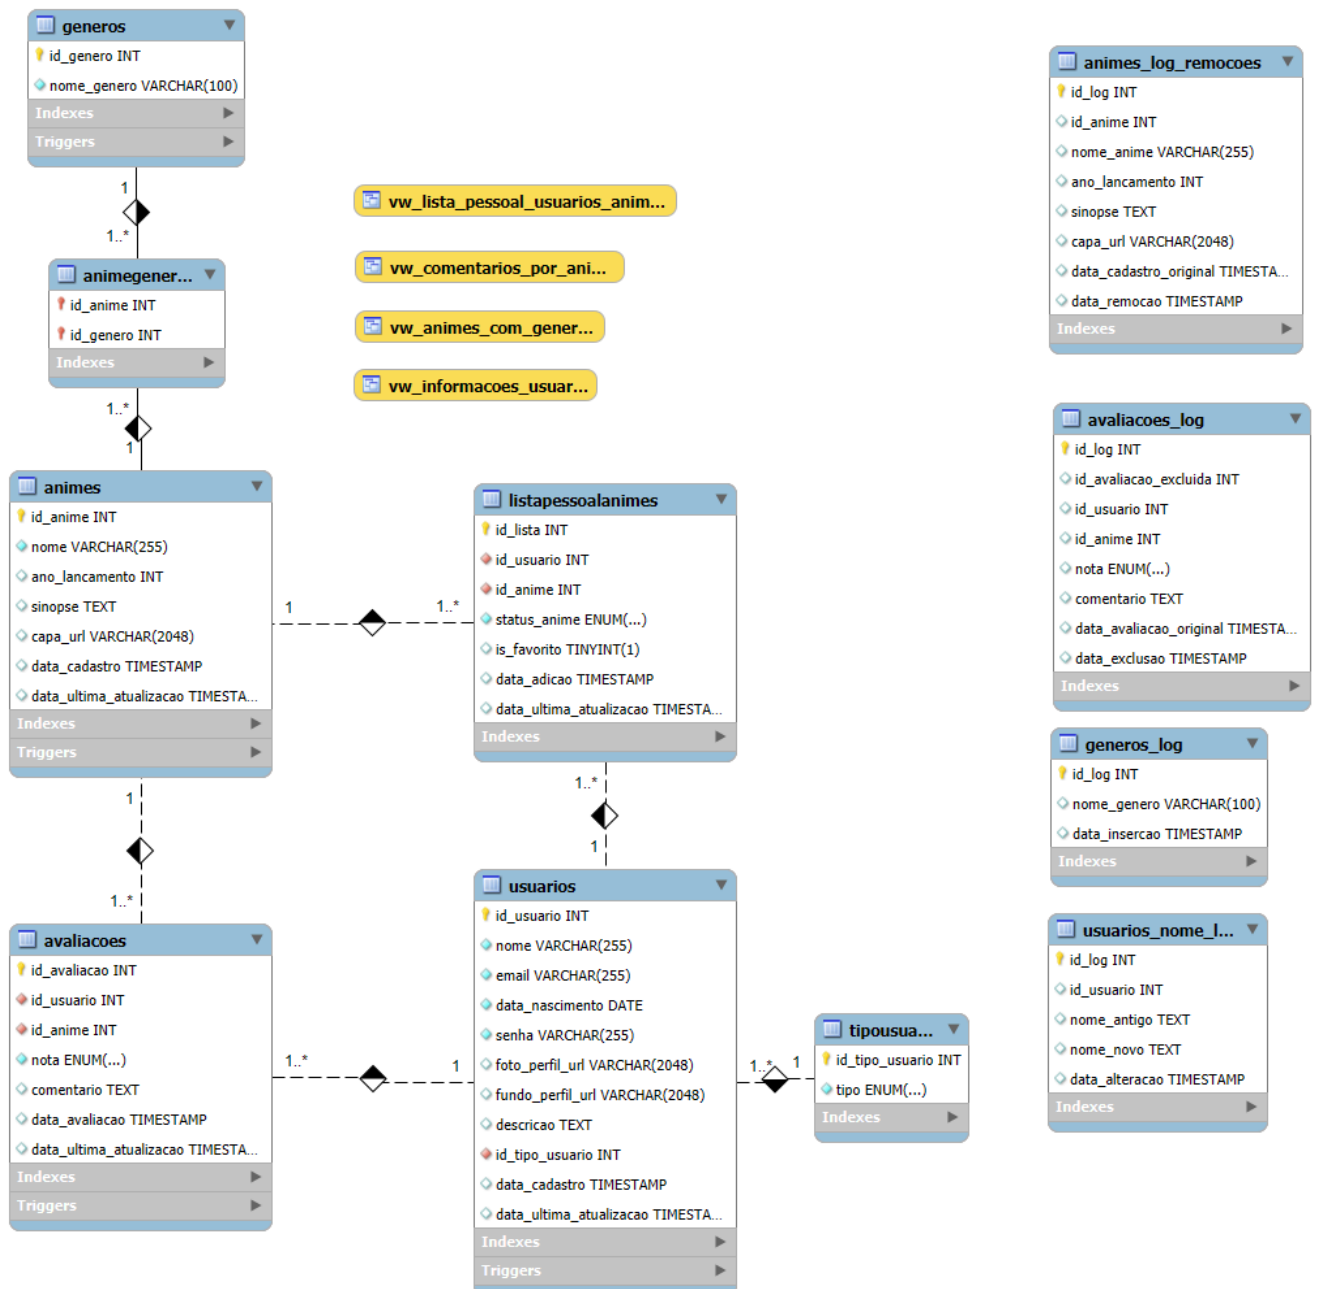 generos
id_genero INT
nome_genero VARCHAR(100)
Indexes
Triggers
1
1..*
animegener...
id_anime INT
id_genero INT
Indexes
1..*
1
animes
id_anime INT
nome VARCHAR(255)
ano_lancamento INT
sinopse TEXT
capa_url VARCHAR(2048)
data_cadastro TIMESTAMP
data_ultima_atualizacao TIMESTA...
Indexes
Triggers
1
1..*
1
1..*
avaliacoes
id_avaliacao INT
id_usuario INT
id_anime INT
nota ENUM(...)
comentario TEXT
data_avaliacao TIMESTAMP
data_ultima_atualizacao TIMESTA...
Indexes
Triggers
1..*
1
vw_lista_pessoal_usuarios_anim...
vw_comentarios_por_ani...
vw_animes_com_gener...
vw_informacoes_usuar...
listapessoalanimes
id_lista INT
id_usuario INT
id_anime INT
status_anime ENUM(...)
is_favorito TINYINT(1)
data_adicao TIMESTAMP
data_ultima_atualizacao TIMESTA...
Indexes
1..*
1
usuarios
id_usuario INT
nome VARCHAR(255)
email VARCHAR(255)
data_nascimento DATE
senha VARCHAR(255)
foto_perfil_url VARCHAR(2048)
fundo_perfil_url VARCHAR(2048)
descricao TEXT
id_tipo_usuario INT
data_cadastro TIMESTAMP
data_ultima_atualizacao TIMESTA...
Indexes
Triggers
1..*
1
tipousua...
id_tipo_usuario INT
tipo ENUM(...)
Indexes
animes_log_remocoes
id_log INT
id_anime INT
nome_anime VARCHAR(255)
ano_lancamento INT
sinopse TEXT
capa_url VARCHAR(2048)
data_cadastro_original TIMESTA...
data_remocao TIMESTAMP
Indexes
avaliacoes_log
id_log INT
id_avaliacao_excluida INT
id_usuario INT
id_anime INT
nota ENUM(...)
comentario TEXT
data_avaliacao_original TIMESTA...
data_exclusao TIMESTAMP
Indexes
generos_log
id_log INT
nome_genero VARCHAR(100)
data_insercao TIMESTAMP
Indexes
usuarios_nome_l...
id_log INT
id_usuario INT
nome_antigo TEXT
nome_novo TEXT
data_alteracao TIMESTAMP
Indexes